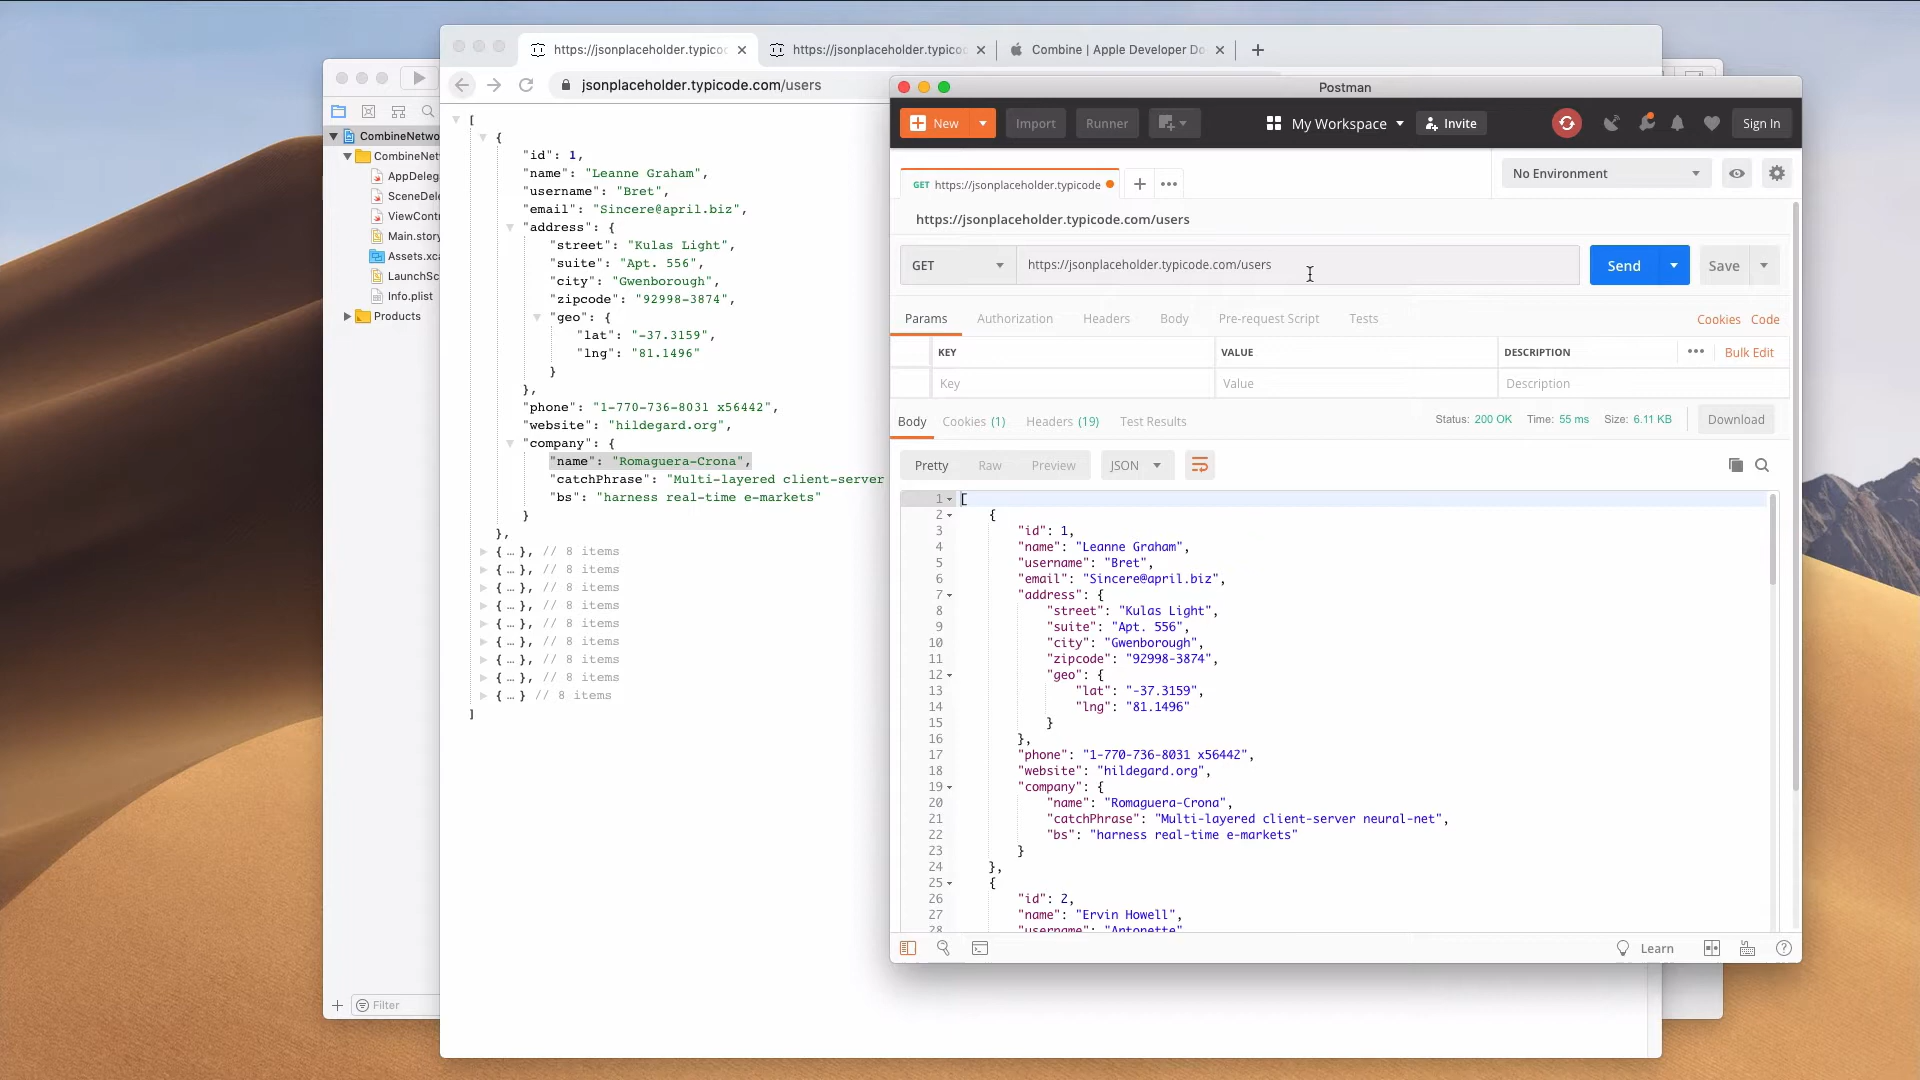 https://jsonplaceholder.typico
https://jsonplaceholder.typico
Combine | Apple Developer Do
jsonplaceholder.typicode.com/users
CombineNetwo
CombineNet
AppDeleg
SceneDele
ViewContr
Main.story
Assets.xca
LaunchSc
Info.plist
Products
Filter
[
{
"id": 1,
"name": "Leanne Graham",
"username": "Bret",
"email": "Sincere@april.biz",
"address": {
"street": "Kulas Light",
"suite": "Apt. 556",
"city": "Gwenborough",
"zipcode": "92998-3874",
"geo": {
"lat": "-37.3159",
"lng": "81.1496"
}
},
"phone": "1-770-736-8031 x56442",
"website": "hildegard.org",
"company": {
"name": "Romaguera-Crona",
"catchPhrase": "Multi-layered client-server
"bs": "harness real-time e-markets"
}
},
{ … }, // 8 items
{ … }, // 8 items
{ … }, // 8 items
{ … }, // 8 items
{ … }, // 8 items
{ … }, // 8 items
{ … }, // 8 items
{ … }, // 8 items
{ … } // 8 items
]
Postman
New Import Runner My Workspace Invite Sign In
GET https://jsonplaceholder.typicode
No Environment
https://jsonplaceholder.typicode.com/users
GET https://jsonplaceholder.typicode.com/users Send Save
Params Authorization Headers Body Pre-request Script Tests Cookies Code
KEY VALUE DESCRIPTION Bulk Edit
Key Value Description
Body Cookies (1) Headers (19) Test Results Status: 200 OK Time: 55 ms Size: 6.11 KB Download
Pretty Raw Preview JSON
1 [
2 {
3 "id": 1,
4 "name": "Leanne Graham",
5 "username": "Bret",
6 "email": "Sincere@april.biz",
7 "address": {
8 "street": "Kulas Light",
9 "suite": "Apt. 556",
10 "city": "Gwenborough",
11 "zipcode": "92998-3874",
12 "geo": {
13 "lat": "-37.3159",
14 "lng": "81.1496"
15 }
16 },
17 "phone": "1-770-736-8031 x56442",
18 "website": "hildegard.org",
19 "company": {
20 "name": "Romaguera-Crona",
21 "catchPhrase": "Multi-layered client-server neural-net",
22 "bs": "harness real-time e-markets"
23 }
24 },
25 {
26 "id": 2,
27 "name": "Ervin Howell",
28 "username": "Antonette"
Learn